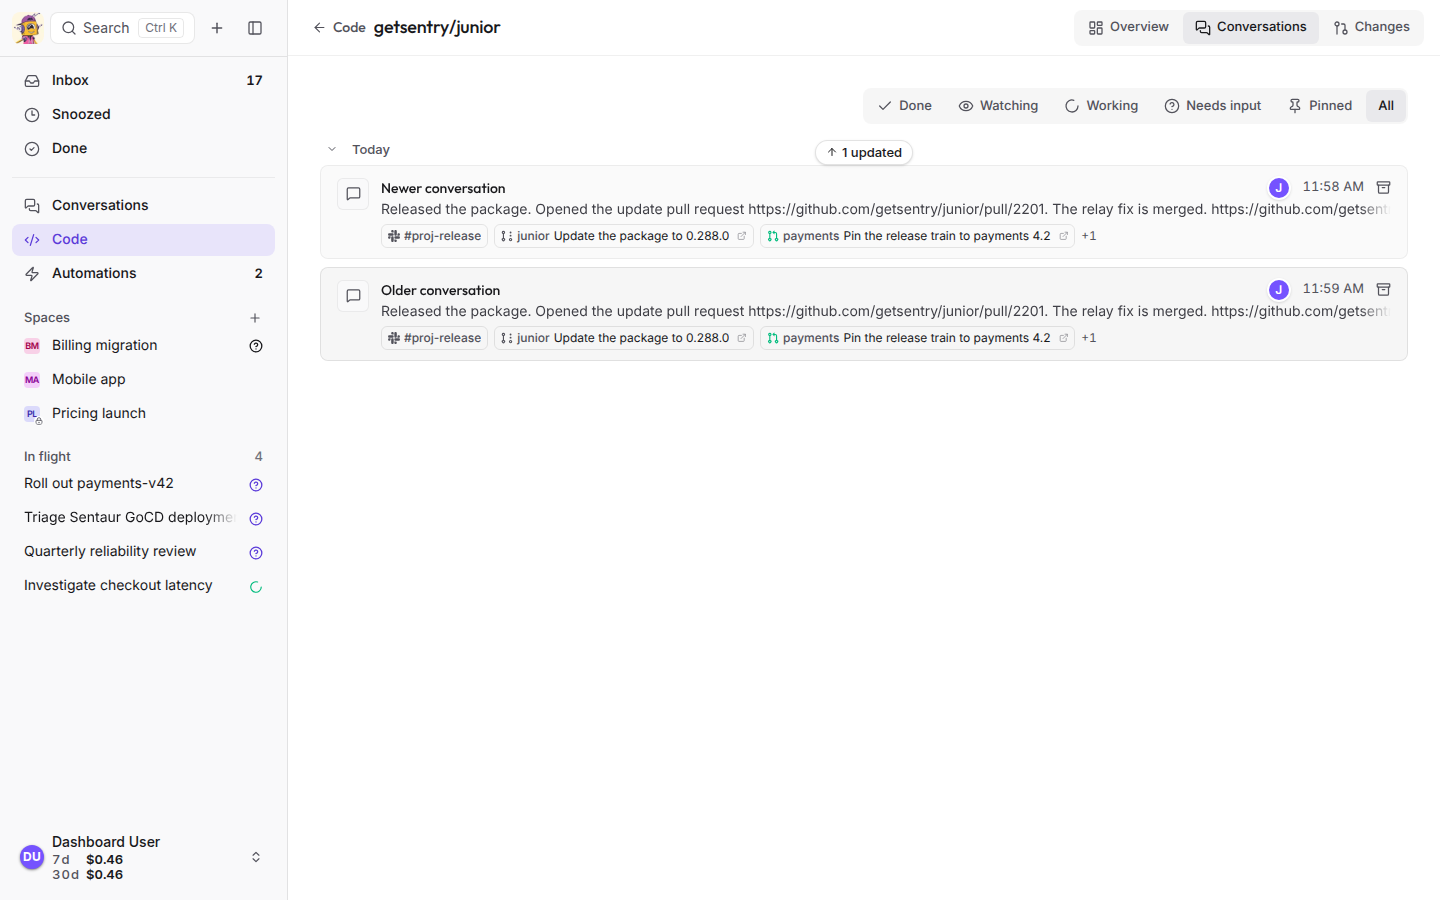 Search Ctrl K
Inbox 17
Snoozed
Done
Conversations
Code
Automations 2
Spaces
BM Billing migration
MA Mobile app
PL Pricing launch
In flight 4
Roll out payments-v42
Triage Sentaur GoCD deployme
Quarterly reliability review
Investigate checkout latency
DU Dashboard User
7d $0.46
30d $0.46
Code getsentry/junior
Overview Conversations Changes
Done Watching Working Needs input Pinned All
Today
1 updated
Newer conversation J 11:58 AM
Released the package. Opened the update pull request https://github.com/getsentry/junior/pull/2201. The relay fix is merged. https://github.com/getsent
#proj-release junior Update the package to 0.288.0 payments Pin the release train to payments 4.2 +1
Older conversation J 11:59 AM
Released the package. Opened the update pull request https://github.com/getsentry/junior/pull/2201. The relay fix is merged. https://github.com/getsent
#proj-release junior Update the package to 0.288.0 payments Pin the release train to payments 4.2 +1